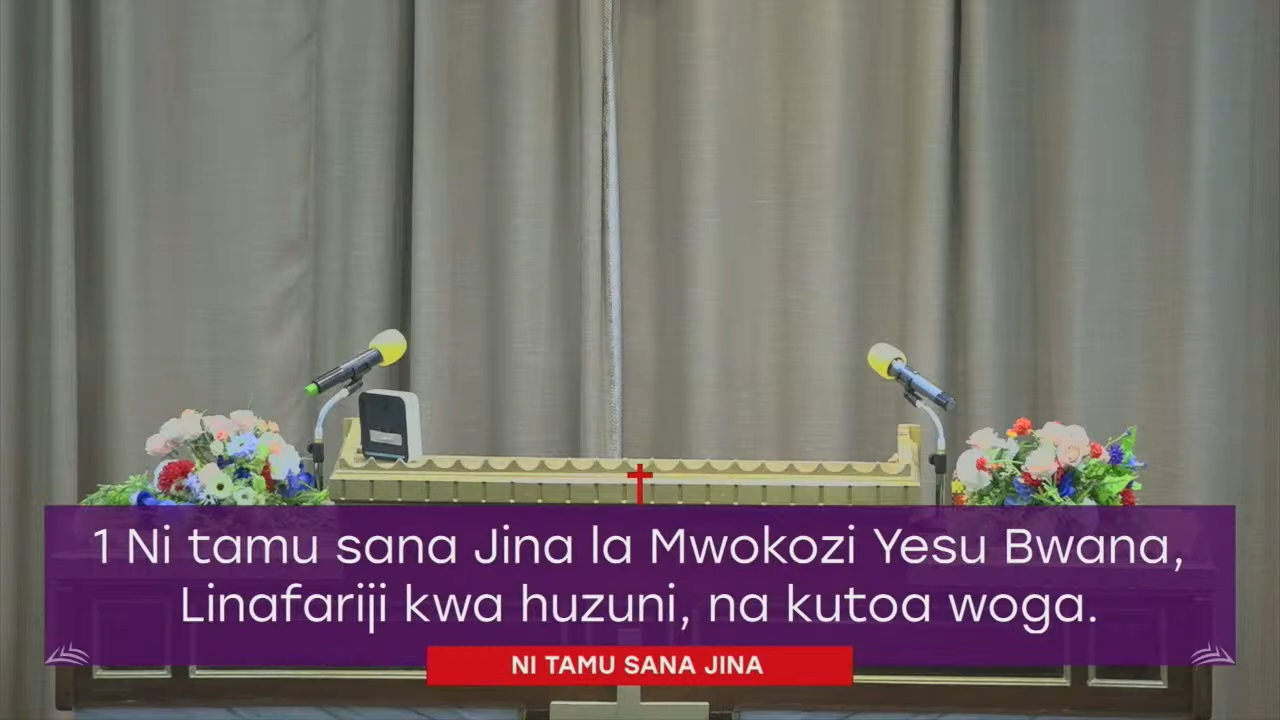 1 Ni tamu sana Jina la Mwokozi Yesu Bwana,
Linafariji kwa huzuni, na kutoa woga.
NI TAMU SANA JINA